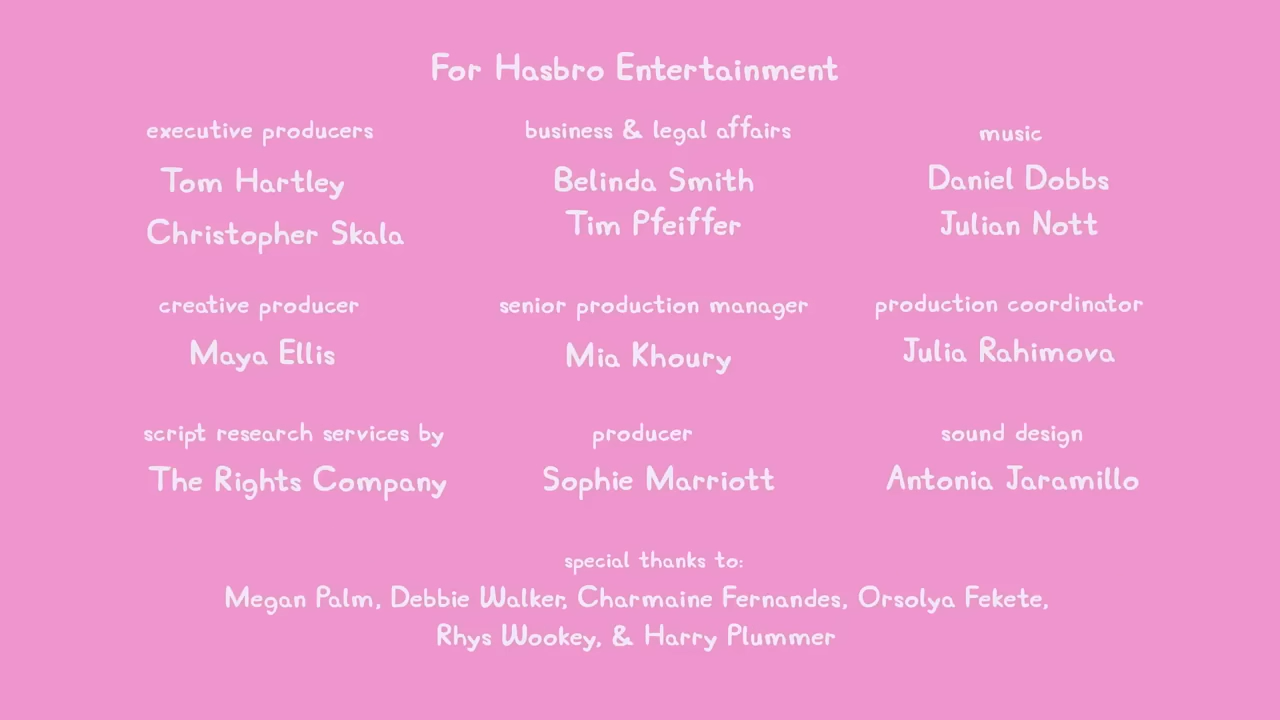 For Hasbro Entertainment
executive producers
Tom Hartley
Christopher Skala
business & legal affairs
Belinda Smith
Tim Pfeiffer
music
Daniel Dobbs
Julian Nott
creative producer
Maya Ellis
senior production manager
Mia Khoury
production coordinator
Julia Rahimova
script research services by
The Rights Company
producer
Sophie Marriott
sound design
Antonia Jaramillo
special thanks to:
Megan Palm, Debbie Walker, Charmaine Fernandes, Orsolya Fekete,
Rhys Wookey, & Harry Plummer